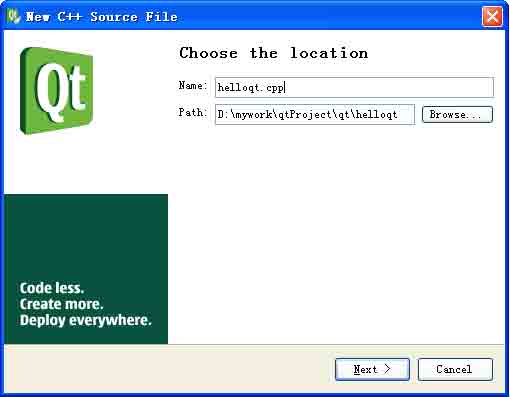 New C++ Source File
Qt
Choose the location
Name: helloqt.cpp
Path: D:\mywork\qtProject\qt\helloqt Browse...
Code less.
Create more.
Deploy everywhere.
Next > Cancel